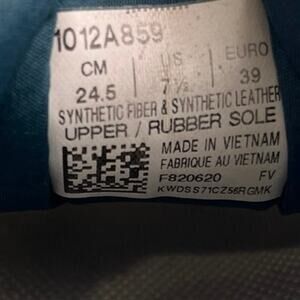 1012A859
CM US EURO
24.5 7½ 39
SYNTHETIC FIBER & SYNTHETIC LEATHER
UPPER / RUBBER SOLE
MADE IN VIETNAM
FABRIQUE AU VIETNAM
F820620 FV
KWDSS71CZ56RGMK